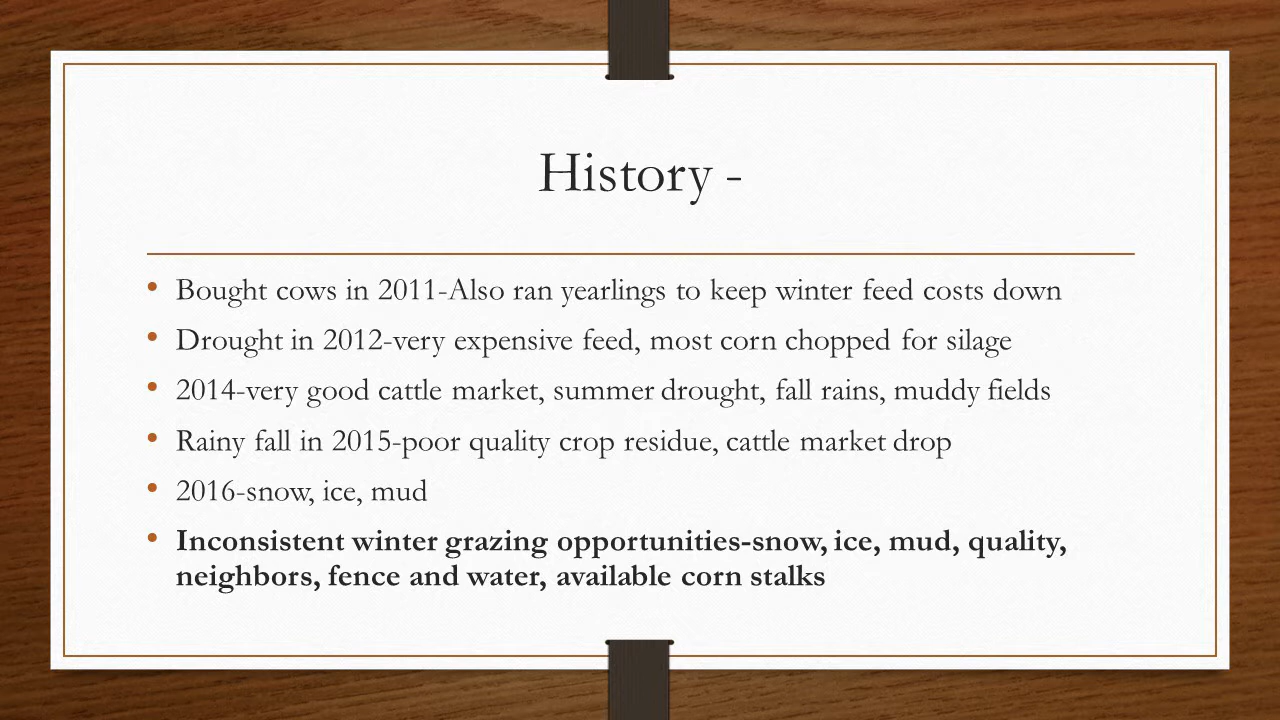 History -
• Bought cows in 2011-Also ran yearlings to keep winter feed costs down
• Drought in 2012-very expensive feed, most corn chopped for silage
• 2014-very good cattle market, summer drought, fall rains, muddy fields
• Rainy fall in 2015-poor quality crop residue, cattle market drop
• 2016-snow, ice, mud
• Inconsistent winter grazing opportunities-snow, ice, mud, quality,
neighbors, fence and water, available corn stalks